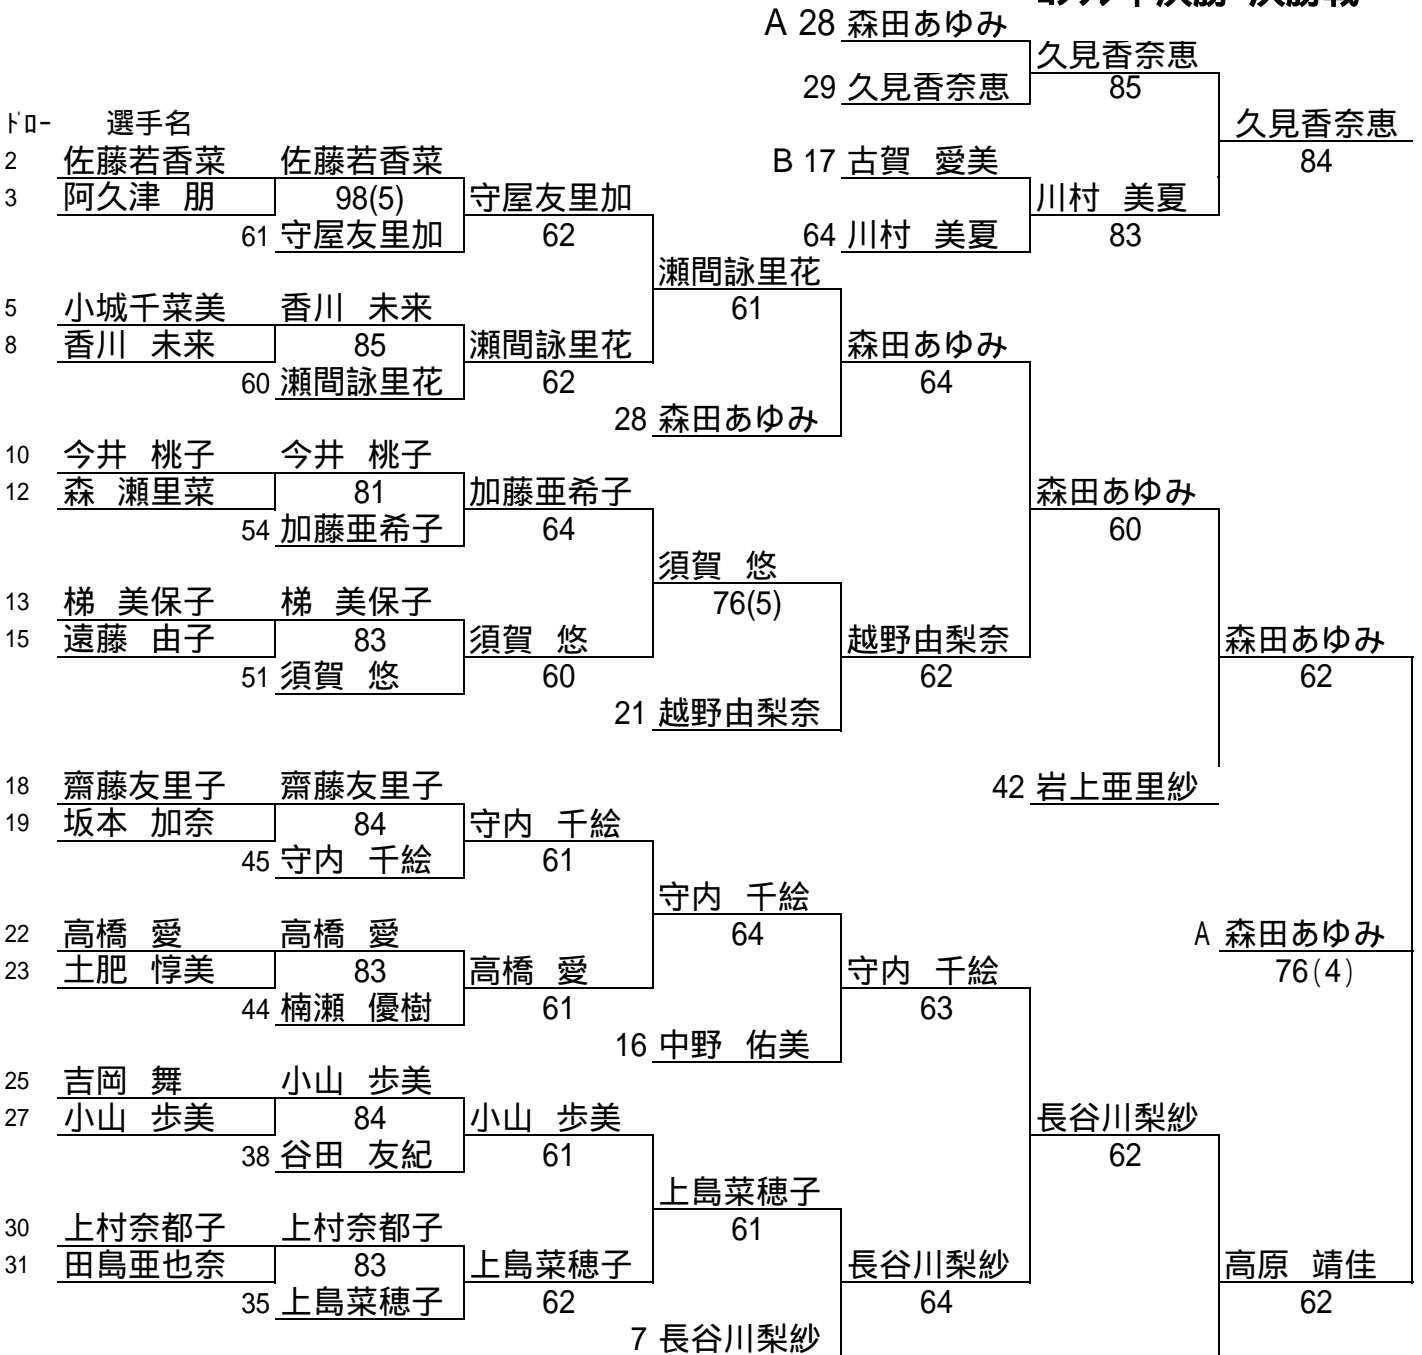 A 28 森田あゆみ
久見香奈恵
29 久見香奈恵 85
ﾄﾞﾛｰ 選手名 久見香奈恵
2 佐藤若香菜 佐藤若香菜 B 17 古賀 愛美 84
3 阿久津 朋 98(5) 守屋友里加 川村 美夏
61 守屋友里加 62 64 川村 美夏 83
瀬間詠里花
5 小城千菜美 香川 未来 61
8 香川 未来 85 瀬間詠里花 森田あゆみ
60 瀬間詠里花 62 64
28 森田あゆみ
10 今井 桃子 今井 桃子
12 森 瀬里菜 81 加藤亜希子 森田あゆみ
54 加藤亜希子 64 60
須賀 悠
13 梯 美保子 梯 美保子 76(5)
15 遠藤 由子 83 須賀 悠 越野由梨奈 森田あゆみ
51 須賀 悠 60 62 62
21 越野由梨奈
18 齋藤友里子 齋藤友里子 42 岩上亜里紗
19 坂本 加奈 84 守内 千絵
45 守内 千絵 61
守内 千絵
22 高橋 愛 高橋 愛 64 A 森田あゆみ
23 土肥 惇美 83 高橋 愛 守内 千絵 76(4)
44 楠瀬 優樹 61 63
16 中野 佑美
25 吉岡 舞 小山 歩美
27 小山 歩美 84 小山 歩美 長谷川梨紗
38 谷田 友紀 61 62
上島菜穂子
30 上村奈都子 上村奈都子 61
31 田島亜也奈 83 上島菜穂子 長谷川梨紗 高原 靖佳
35 上島菜穂子 62 64 62
7 長谷川梨紗